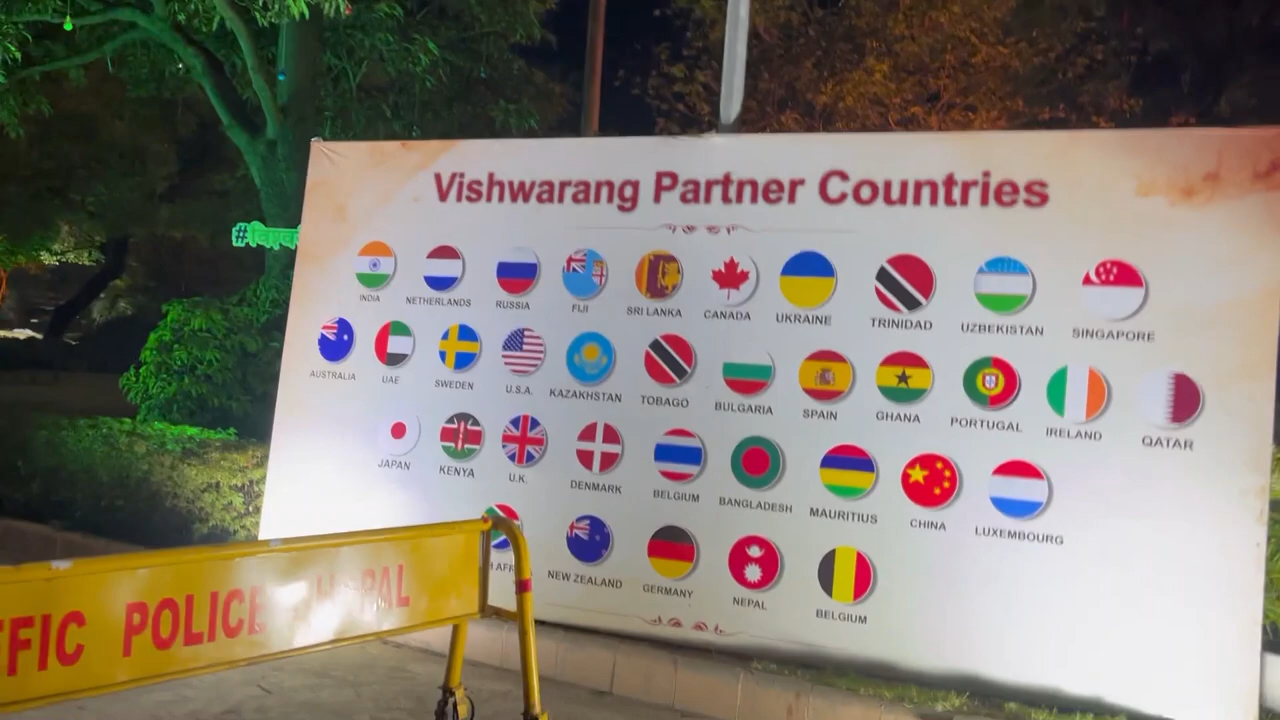 Vishwarang Partner Countries
#विश्व
INDIA NETHERLANDS RUSSIA FIJI SRI LANKA CANADA UKRAINE TRINIDAD UZBEKISTAN SINGAPORE
AUSTRALIA UAE SWEDEN U.S.A. KAZAKHSTAN TOBAGO BULGARIA SPAIN GHANA PORTUGAL IRELAND QATAR
JAPAN KENYA U.K. DENMARK BELGIUM BANGLADESH MAURITIUS CHINA LUXEMBOURG
H AFR NEW ZEALAND GERMANY NEPAL BELGIUM
FFIC POLICE